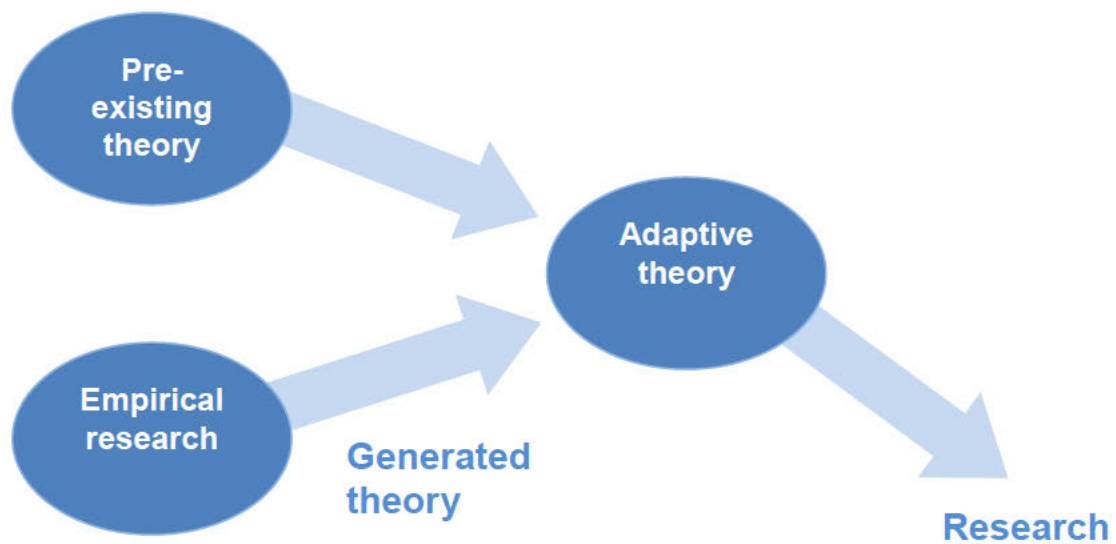 Pre-
existing
theory
Adaptive
theory
Empirical
research
Generated
theory
Research